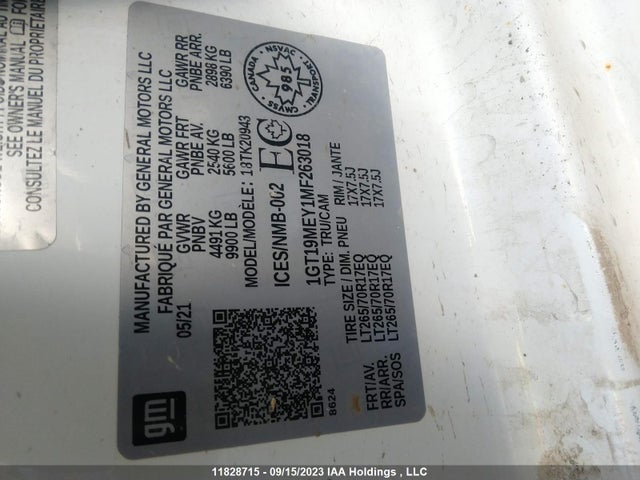 SEE OWNER'S MANUAL FO
CONSULTEZ LE MANUEL DU PROPRIÉTAIRE
MANUFACTURED BY GENERAL MOTORS LLC
FABRIQUÉ PAR GENERAL MOTORS LLC
05/21 GVWR GAWR FRT GAWR RR
PNBV PNBE AV. PNBE ARR.
4491 KG 2540 KG 2898 KG
9900 LB 5600 LB 6390 LB
MODEL/MODÈLE: 13TK20943
ICES/NMB-002 EC
CANADA NSVAC TRANSPORT CMVSS
985
1GT19MEY1MF263018
TYPE: TRU/CAM
TIRE SIZE / DIM. PNEU RIM / JANTE
FRT/AV. LT265/70R17EQ 17X7.5J
RR/ARR. LT265/70R17EQ 17X7.5J
SPA/SOS LT265/70R17EQ 17X7.5J
gm
8624
11828715 - 09/15/2023 IAA Holdings , LLC